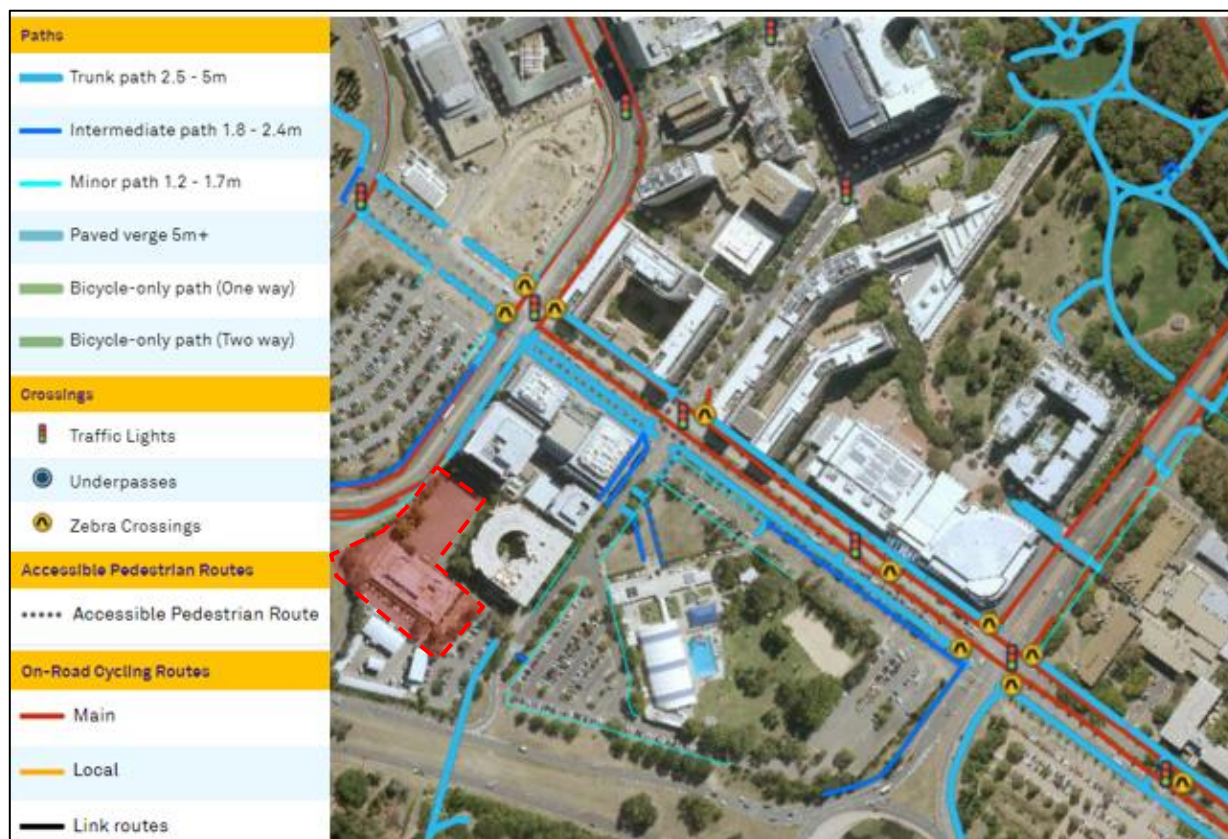 Paths
Trunk path 2.5 - 5m
Intermediate path 1.8 - 2.4m
Minor path 1.2 - 1.7m
Paved verge 5m+
Bicycle-only path (One way)
Bicycle-only path (Two way)
Crossings
Traffic Lights
Underpasses
Zebra Crossings
Accessible Pedestrian Routes
Accessible Pedestrian Route
On-Road Cycling Routes
Main
Local
Link routes